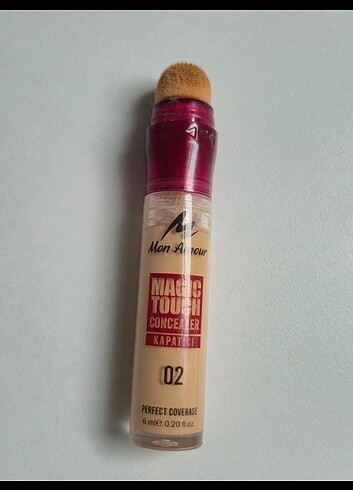 Mon Amour
MAGIC
TOUCH
CONCEALER
KAPATICI
02
PERFECT COVERAGE
6 ml e 0.20 fl.oz.